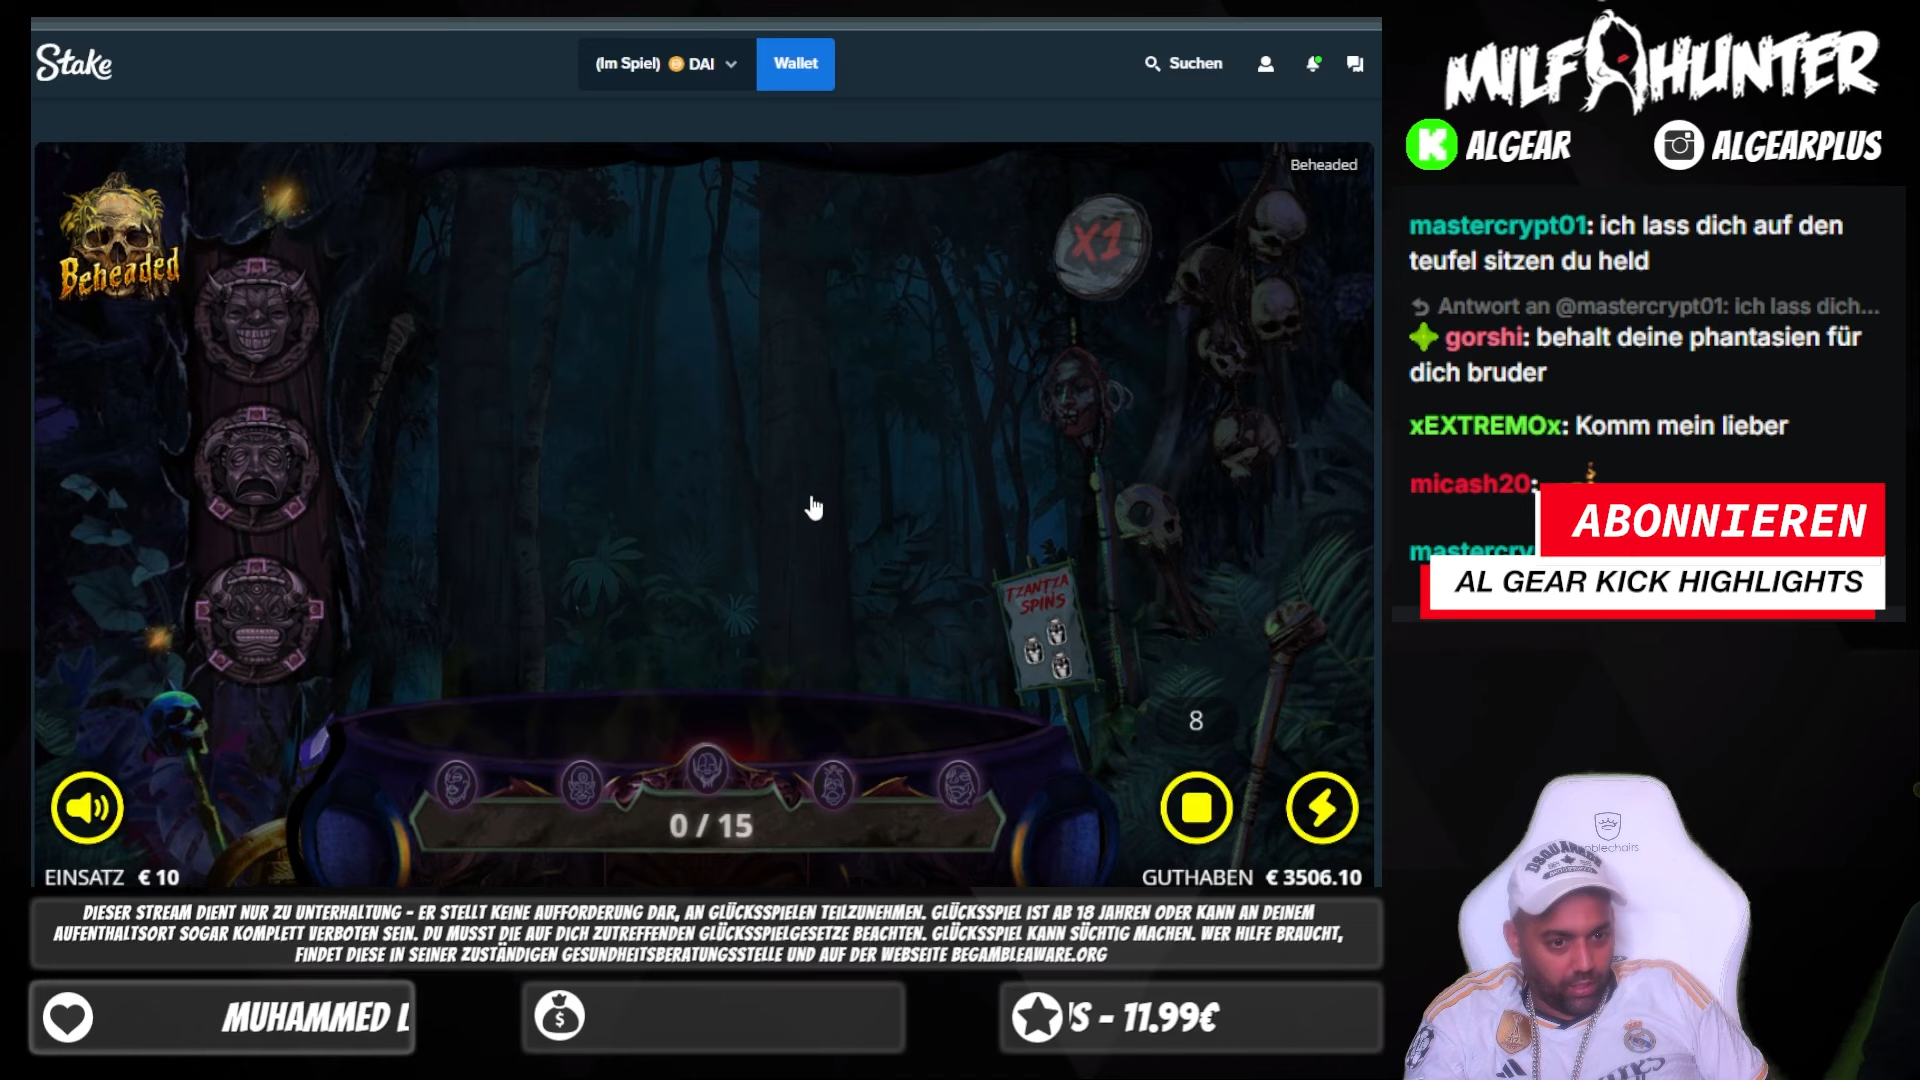 Stake
(Im Spiel) DAI
Wallet
Suchen
Beheaded
Beheaded
X1
TZANTZA
SPINS
8
0 / 15
EINSATZ € 10
GUTHABEN € 3506.10
DIESER STREAM DIENT NUR ZU UNTERHALTUNG - ER STELLT KEINE AUFFORDERUNG DAR, AN GLÜCKSSPIELEN TEILZUNEHMEN. GLÜCKSSPIEL IST AB 18 JAHREN ODER KANN AN DEINEM
AUFENTHALTSORT SOGAR KOMPLETT VERBOTEN SEIN. DU MUSST DIE AUF DICH ZUTREFFENDEN GLÜCKSSPIELGESETZE BEACHTEN. GLÜCKSSPIEL KANN SÜCHTIG MACHEN. WER HILFE BRAUCHT,
FINDET DIESE IN SEINER ZUSTÄNDIGEN GESUNDHEITSBERATUNGSSTELLE UND AUF DER WEBSEITE BEGAMBLEAWARE.ORG
MUHAMMED L
$
S - 11.99€
MILF HUNTER
K ALGEAR
ALGEARPLUS
mastercrypt01: ich lass dich auf den
teufel sitzen du held
Antwort an @mastercrypt01: ich lass dich...
gorshi: behalt deine phantasien für
dich bruder
xEXTREMOx: Komm mein lieber
micash20:
mastercry
ABONNIEREN
AL GEAR KICK HIGHLIGHTS
noblechairs
DSQUARED2